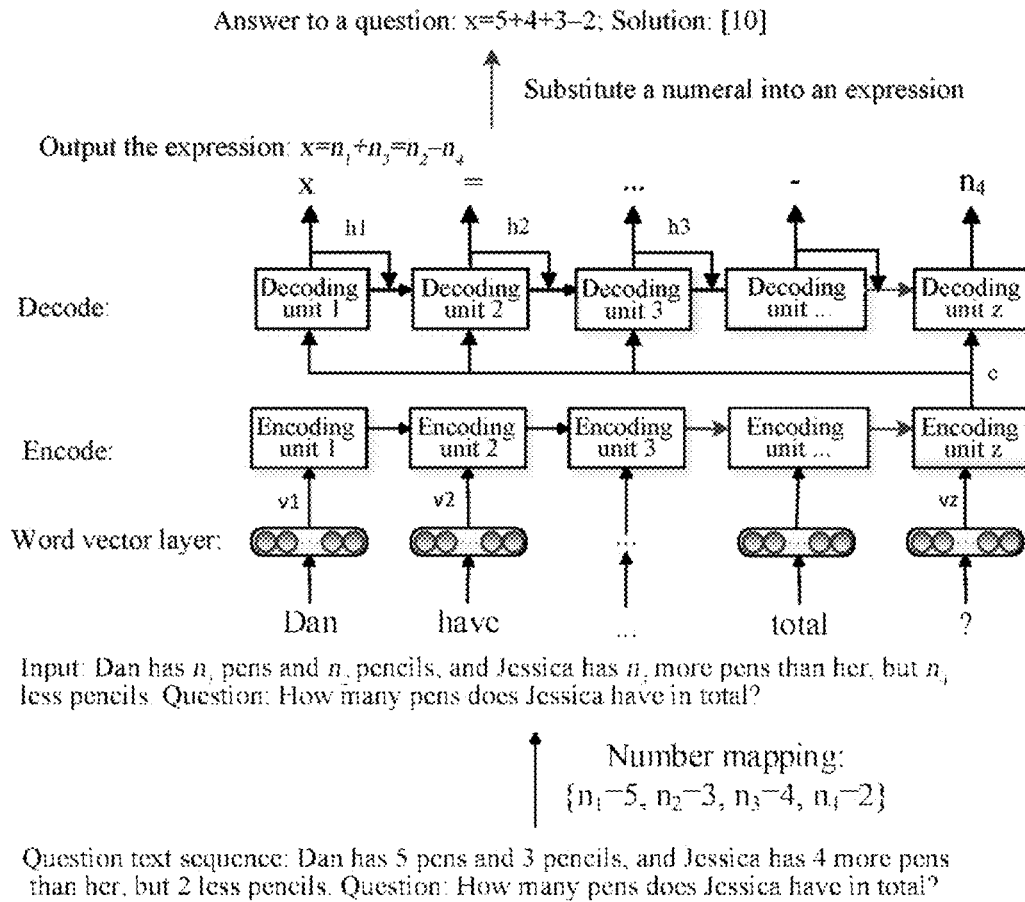 Answer to a question: x=5+4+3–2; Solution: [10]
Substitute a numeral into an expression
Output the expression: x=n₁+n₃=n₂–n₄
x = ... - n₄
h1 h2 h3
Decode:
Decoding unit 1
Decoding unit 2
Decoding unit 3
Decoding unit ...
Decoding unit z
c
Encode:
Encoding unit 1
Encoding unit 2
Encoding unit 3
Encoding unit ...
Encoding unit z
v1 v2 vz
Word vector layer:
...
Dan have ... total ?
Input: Dan has n₁ pens and n₂ pencils, and Jessica has n₃ more pens than her, but n₄
less pencils. Question: How many pens does Jessica have in total?
Number mapping:
{n₁=5, n₂=3, n₃=4, n₄=2}
Question text sequence: Dan has 5 pens and 3 pencils, and Jessica has 4 more pens
than her, but 2 less pencils. Question: How many pens does Jessica have in total?